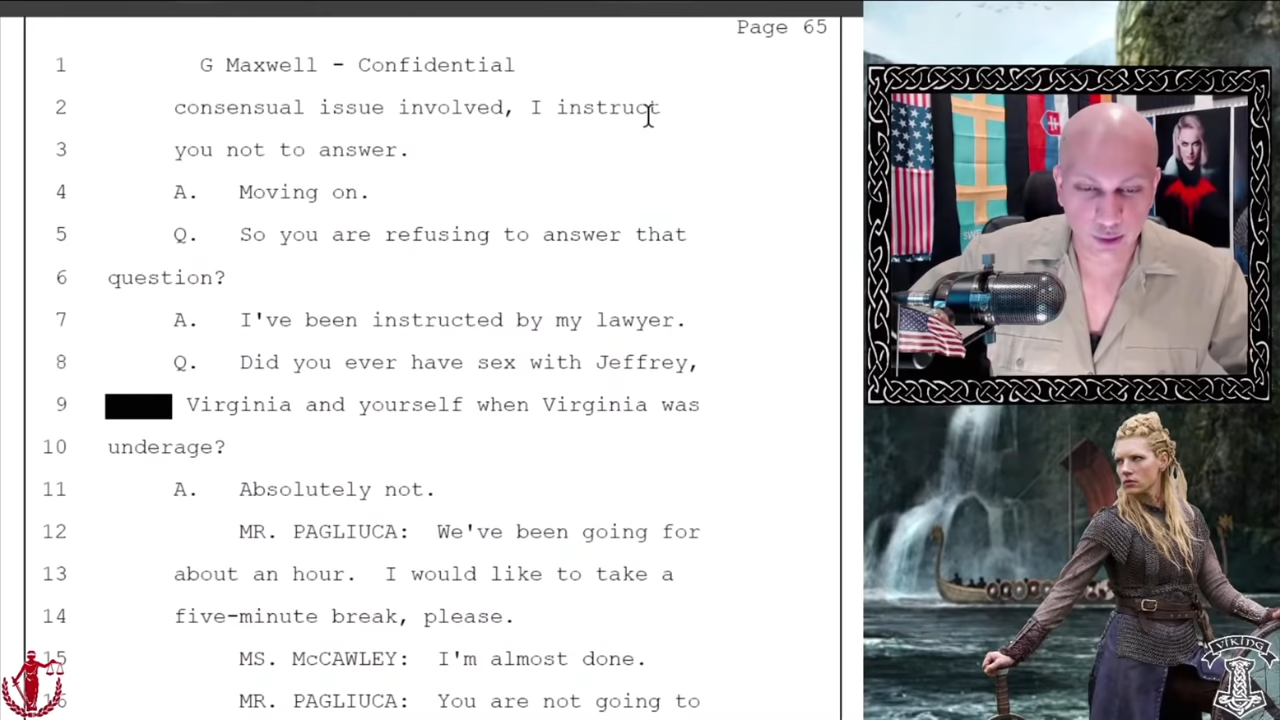 Page 65
1 G Maxwell - Confidential
2 consensual issue involved, I instruct
3 you not to answer.
4 A. Moving on.
5 Q. So you are refusing to answer that
6 question?
7 A. I've been instructed by my lawyer.
8 Q. Did you ever have sex with Jeffrey,
9 Virginia and yourself when Virginia was
10 underage?
11 A. Absolutely not.
12 MR. PAGLIUCA: We've been going for
13 about an hour. I would like to take a
14 five-minute break, please.
15 MS. McCAWLEY: I'm almost done.
16 MR. PAGLIUCA: You are not going to
VIKING